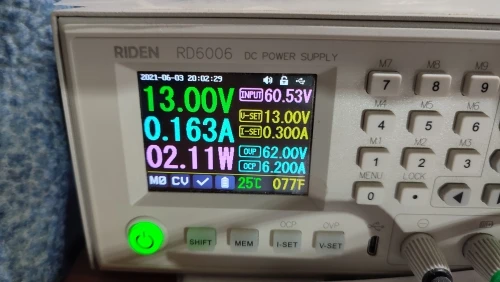 RIDEN RD6006 DC POWER SUPPLY
2021-06-03 20:02:29
13.00V
0.163A
02.11W
INPUT 60.53V
V-SET 13.00V
I-SET 0.300A
OVP 62.00V
OCP 6.200A
M0 CV 25℃ 077F
M7 M8 M9
7 8 9
M4 M5 M6
4 5 6
M1 M2 M3
1 2 3
MENU LOCK
0 .
OCP OVP
SHIFT MEM I-SET V-SET